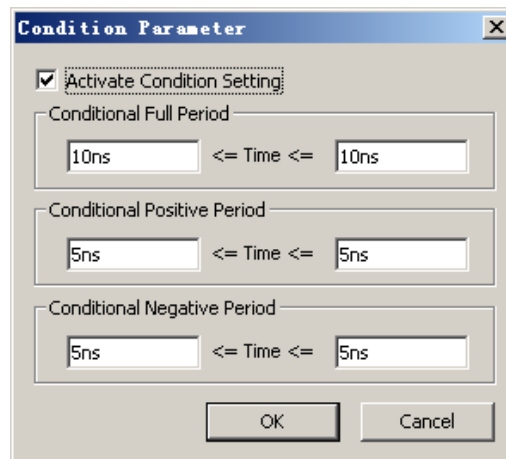 Condition Parameter
Activate Condition Setting
Conditional Full Period
10ns <= Time <= 10ns
Conditional Positive Period
5ns <= Time <= 5ns
Conditional Negative Period
5ns <= Time <= 5ns
OK Cancel